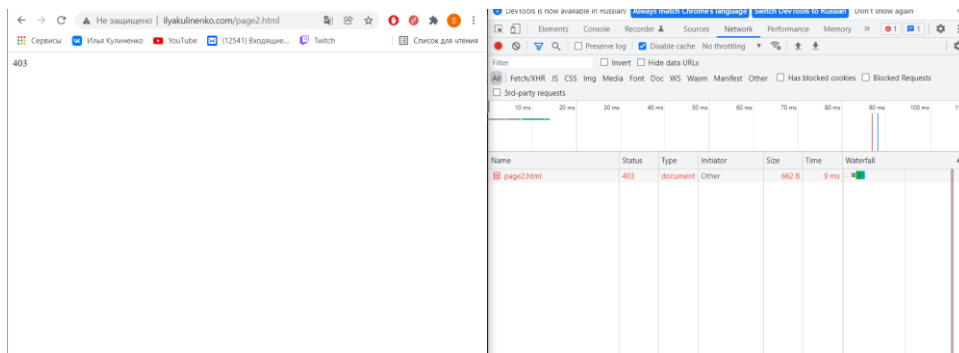 Не защищено | ilyakulinenko.com/page2.html
S
Сервисы Илья Кулиненко YouTube (12541) Входящие... Twitch Список для чтения
403
DevTools is now available in Russian! Always match Chrome's language Switch DevTools to Russian Don't show again
Elements Console Recorder Sources Network Performance Memory » 1 1
Preserve log Disable cache No throttling
Filter Invert Hide data URLs
All Fetch/XHR JS CSS Img Media Font Doc WS Wasm Manifest Other Has blocked cookies Blocked Requests
3rd-party requests
10 ms 20 ms 30 ms 40 ms 50 ms 60 ms 70 ms 80 ms 90 ms 100 ms
Name Status Type Initiator Size Time Waterfall
page2.html 403 document Other 662 B 9 ms